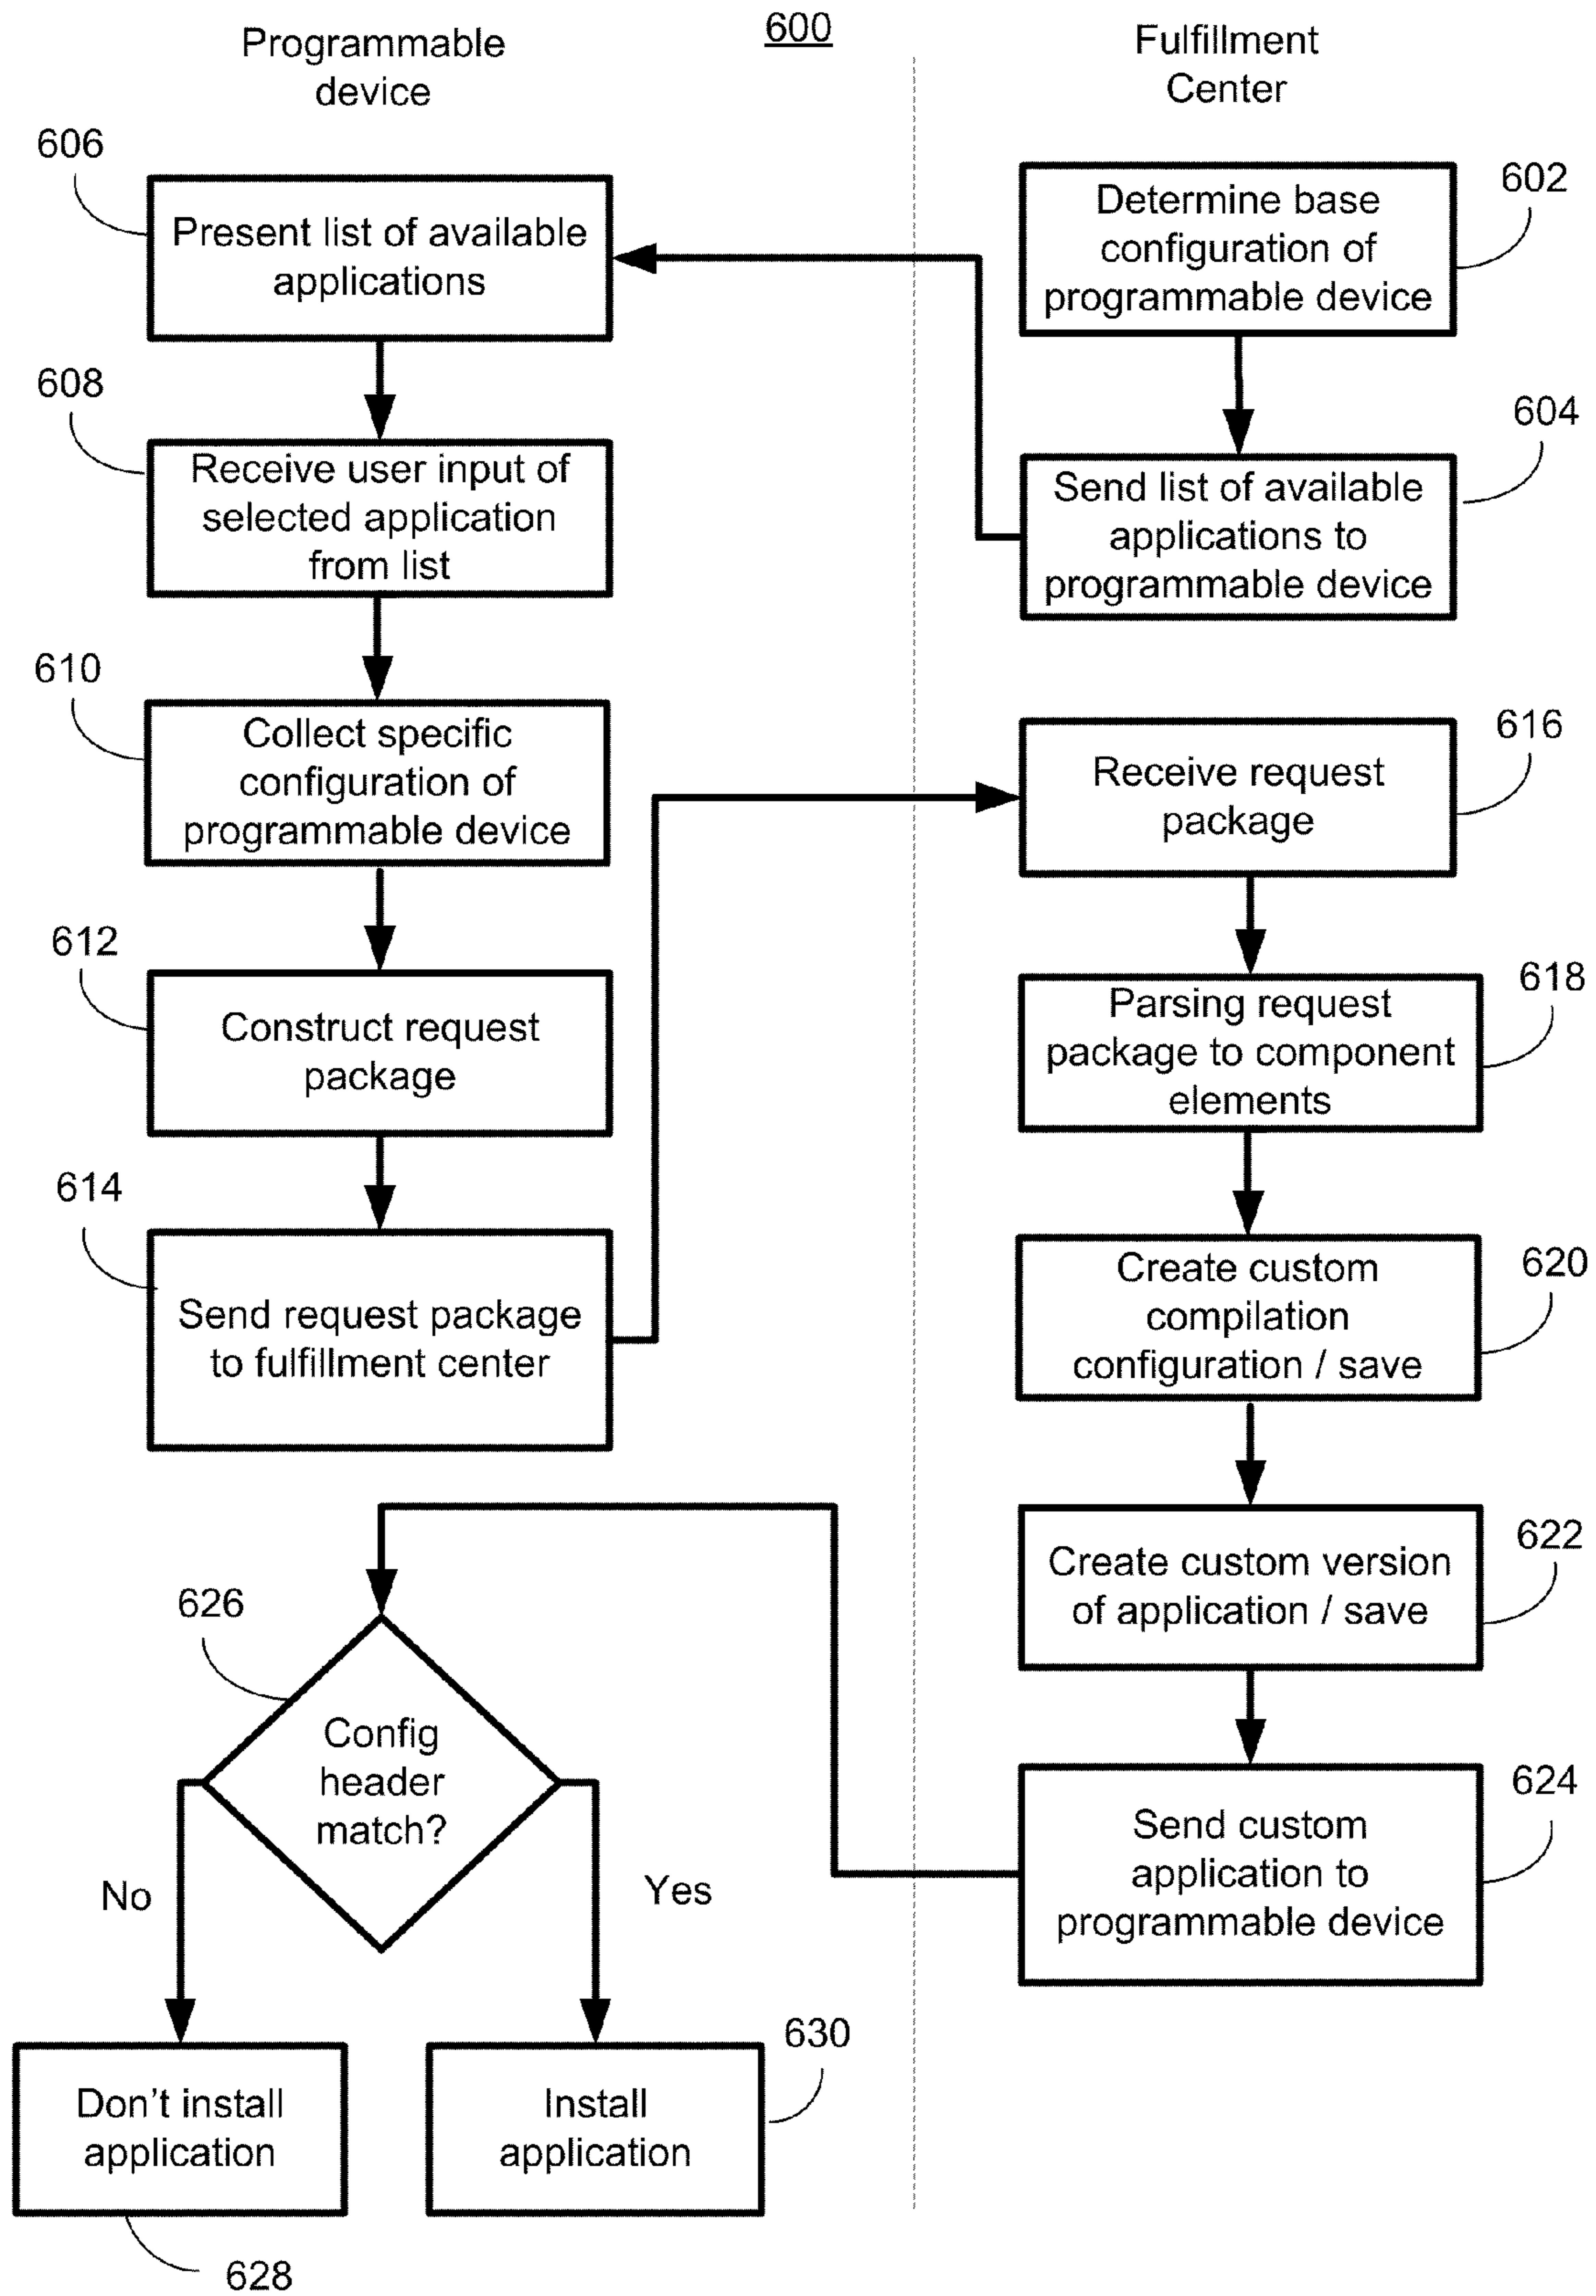 600
Programmable
device
Fulfillment
Center
606
Present list of available
applications
602
Determine base
configuration of
programmable device
608
Receive user input of
selected application
from list
604
Send list of available
applications to
programmable device
610
Collect specific
configuration of
programmable device
616
Receive request
package
612
Construct request
package
618
Parsing request
package to component
elements
614
Send request package
to fulfillment center
620
Create custom
compilation
configuration / save
622
Create custom version
of application / save
626
Config
header
match?
624
Send custom
application to
programmable device
No
Yes
Don't install
application
628
Install
application
630